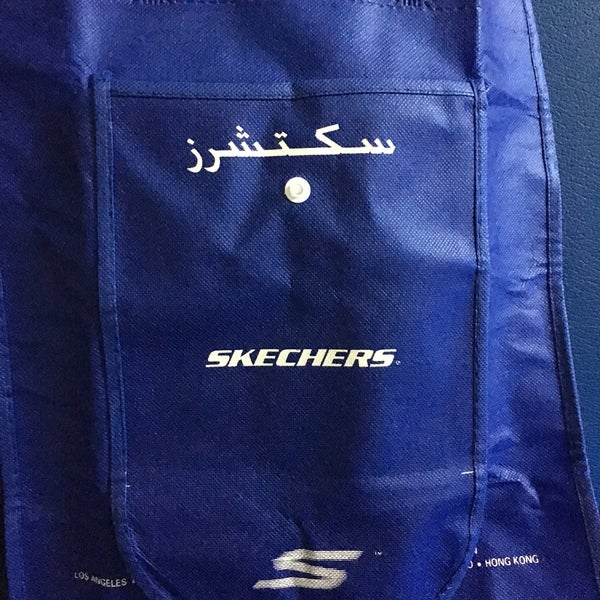 سكتشرز
SKECHERS
LOS ANGELES •
• HONG KONG